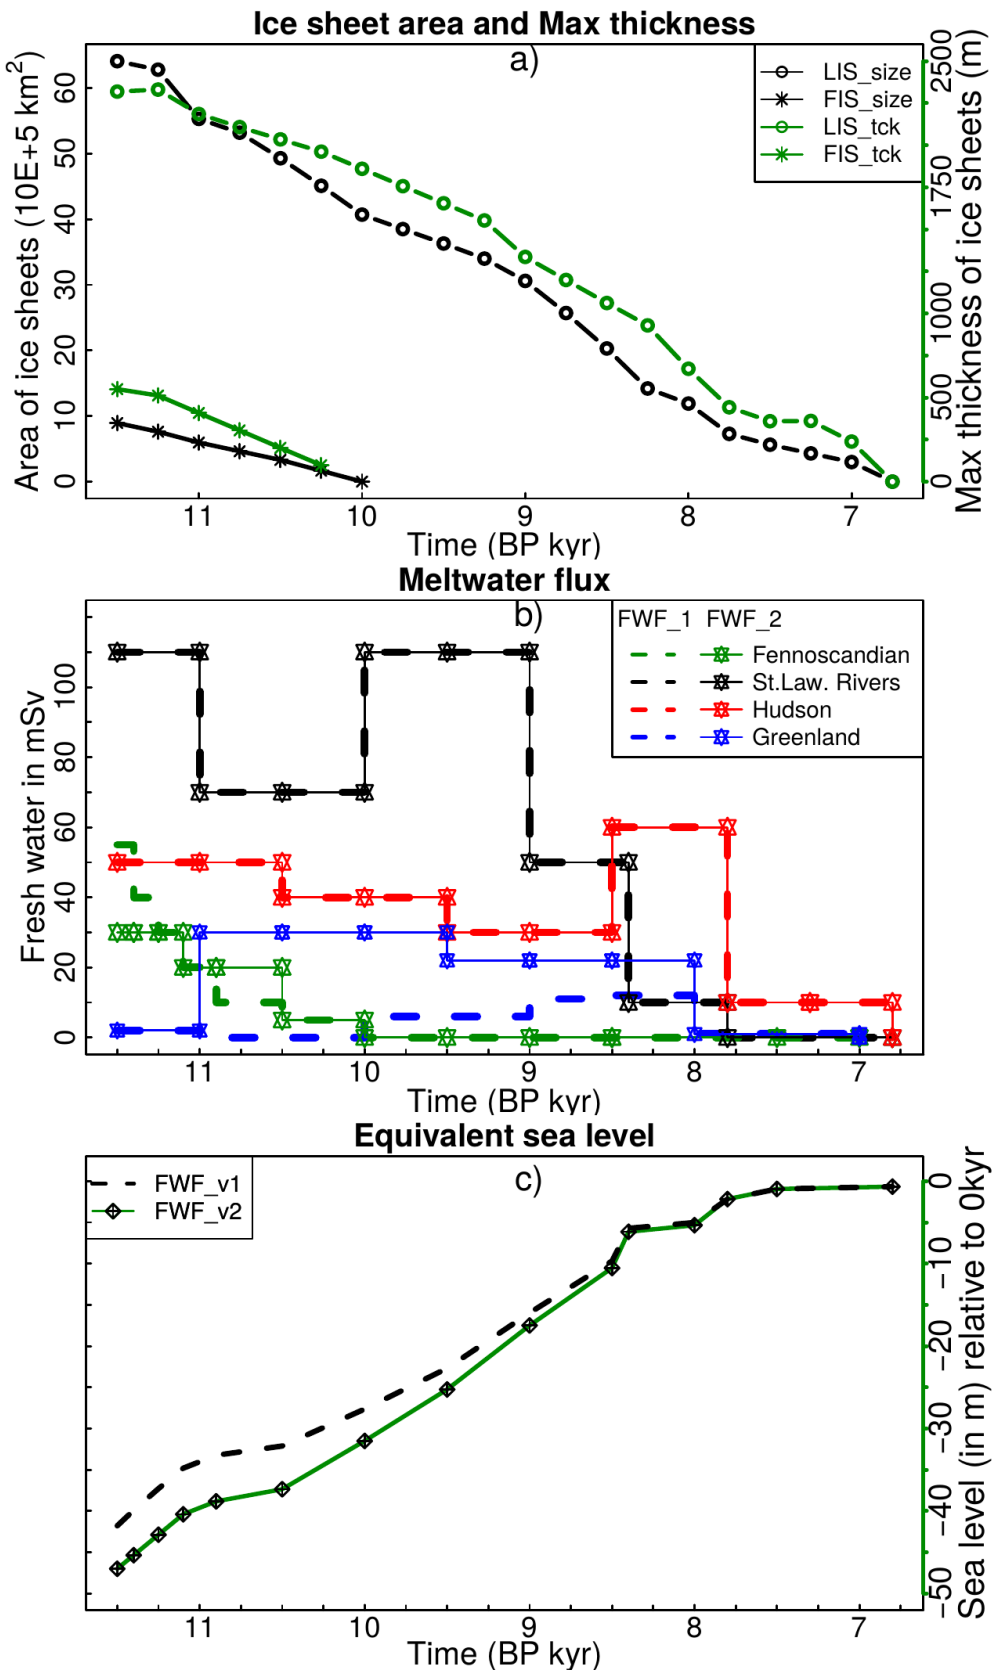 Ice sheet area and Max thickness
a)
LIS_size
FIS_size
LIS_tck
FIS_tck
Area of ice sheets (10E+5 km²)
0 10 20 30 40 50 60
Max thickness of ice sheets (m)
0 500 1000 1750 2500
11 10 9 8 7
Time (BP kyr)
Meltwater flux
b)
FWF_1 FWF_2
Fennoscandian
St.Law. Rivers
Hudson
Greenland
Fresh water in mSv
0 20 40 60 80 100
11 10 9 8 7
Time (BP kyr)
Equivalent sea level
c)
FWF_v1
FWF_v2
Sea level (in m) relative to 0kyr
−50 −40 −30 −20 −10 0
11 10 9 8 7
Time (BP kyr)